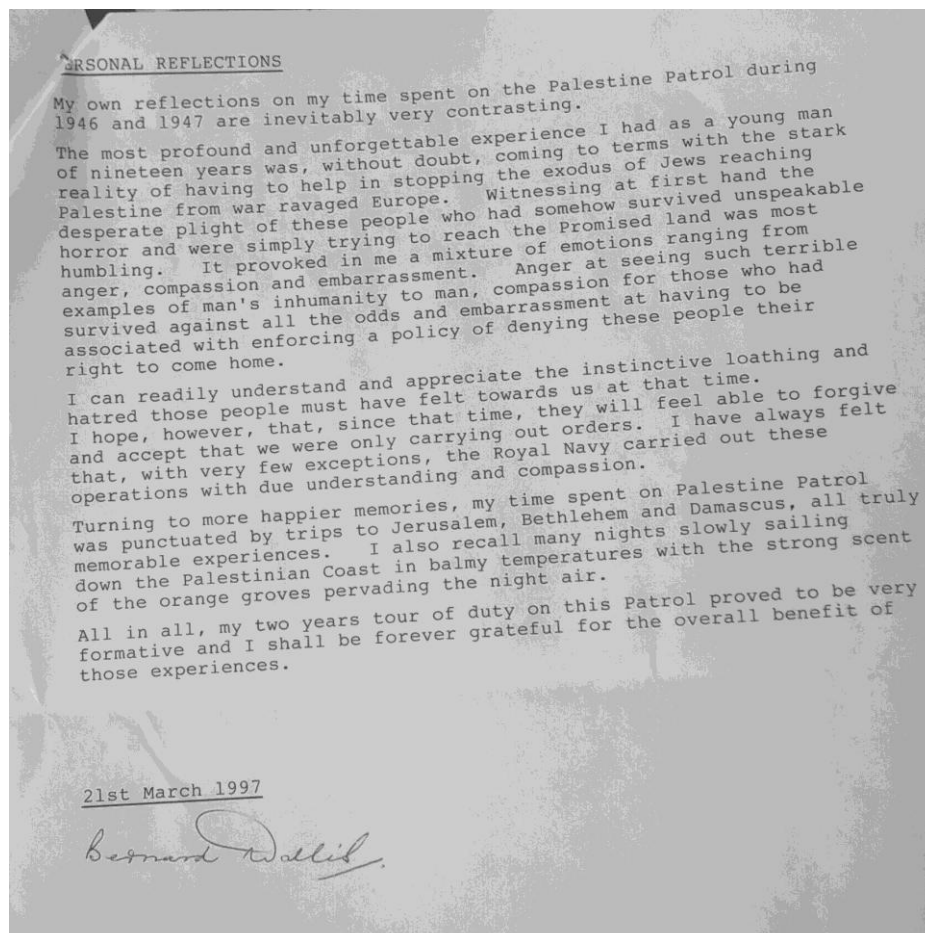 PERSONAL REFLECTIONS
My own reflections on my time spent on the Palestine Patrol during
1946 and 1947 are inevitably very contrasting.
The most profound and unforgettable experience I had as a young man
of nineteen years was, without doubt, coming to terms with the stark
reality of having to help in stopping the exodus of Jews reaching
Palestine from war ravaged Europe. Witnessing at first hand the
desperate plight of these people who had somehow survived unspeakable
horror and were simply trying to reach the Promised land was most
humbling. It provoked in me a mixture of emotions ranging from
anger, compassion and embarrassment. Anger at seeing such terrible
examples of man's inhumanity to man, compassion for those who had
survived against all the odds and embarrassment at having to be
associated with enforcing a policy of denying these people their
right to come home.
I can readily understand and appreciate the instinctive loathing and
hatred those people must have felt towards us at that time.
I hope, however, that, since that time, they will feel able to forgive
and accept that we were only carrying out orders. I have always felt
that, with very few exceptions, the Royal Navy carried out these
operations with due understanding and compassion.
Turning to more happier memories, my time spent on Palestine Patrol
was punctuated by trips to Jerusalem, Bethlehem and Damascus, all truly
memorable experiences. I also recall many nights slowly sailing
down the Palestinian Coast in balmy temperatures with the strong scent
of the orange groves pervading the night air.
All in all, my two years tour of duty on this Patrol proved to be very
formative and I shall be forever grateful for the overall benefit of
those experiences.
21st March 1997
Bernard Wallis.